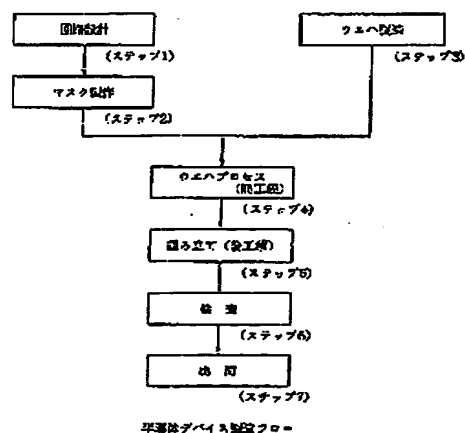 回路設計
(ステップ1)
ウエハ製造
(ステップ3)
マスク製作
(ステップ2)
ウエハプロセス
(前工程)
(ステップ4)
組み立て (後工程)
(ステップ5)
検 査
(ステップ6)
出 荷
(ステップ7)
半導体デバイス製造フロー